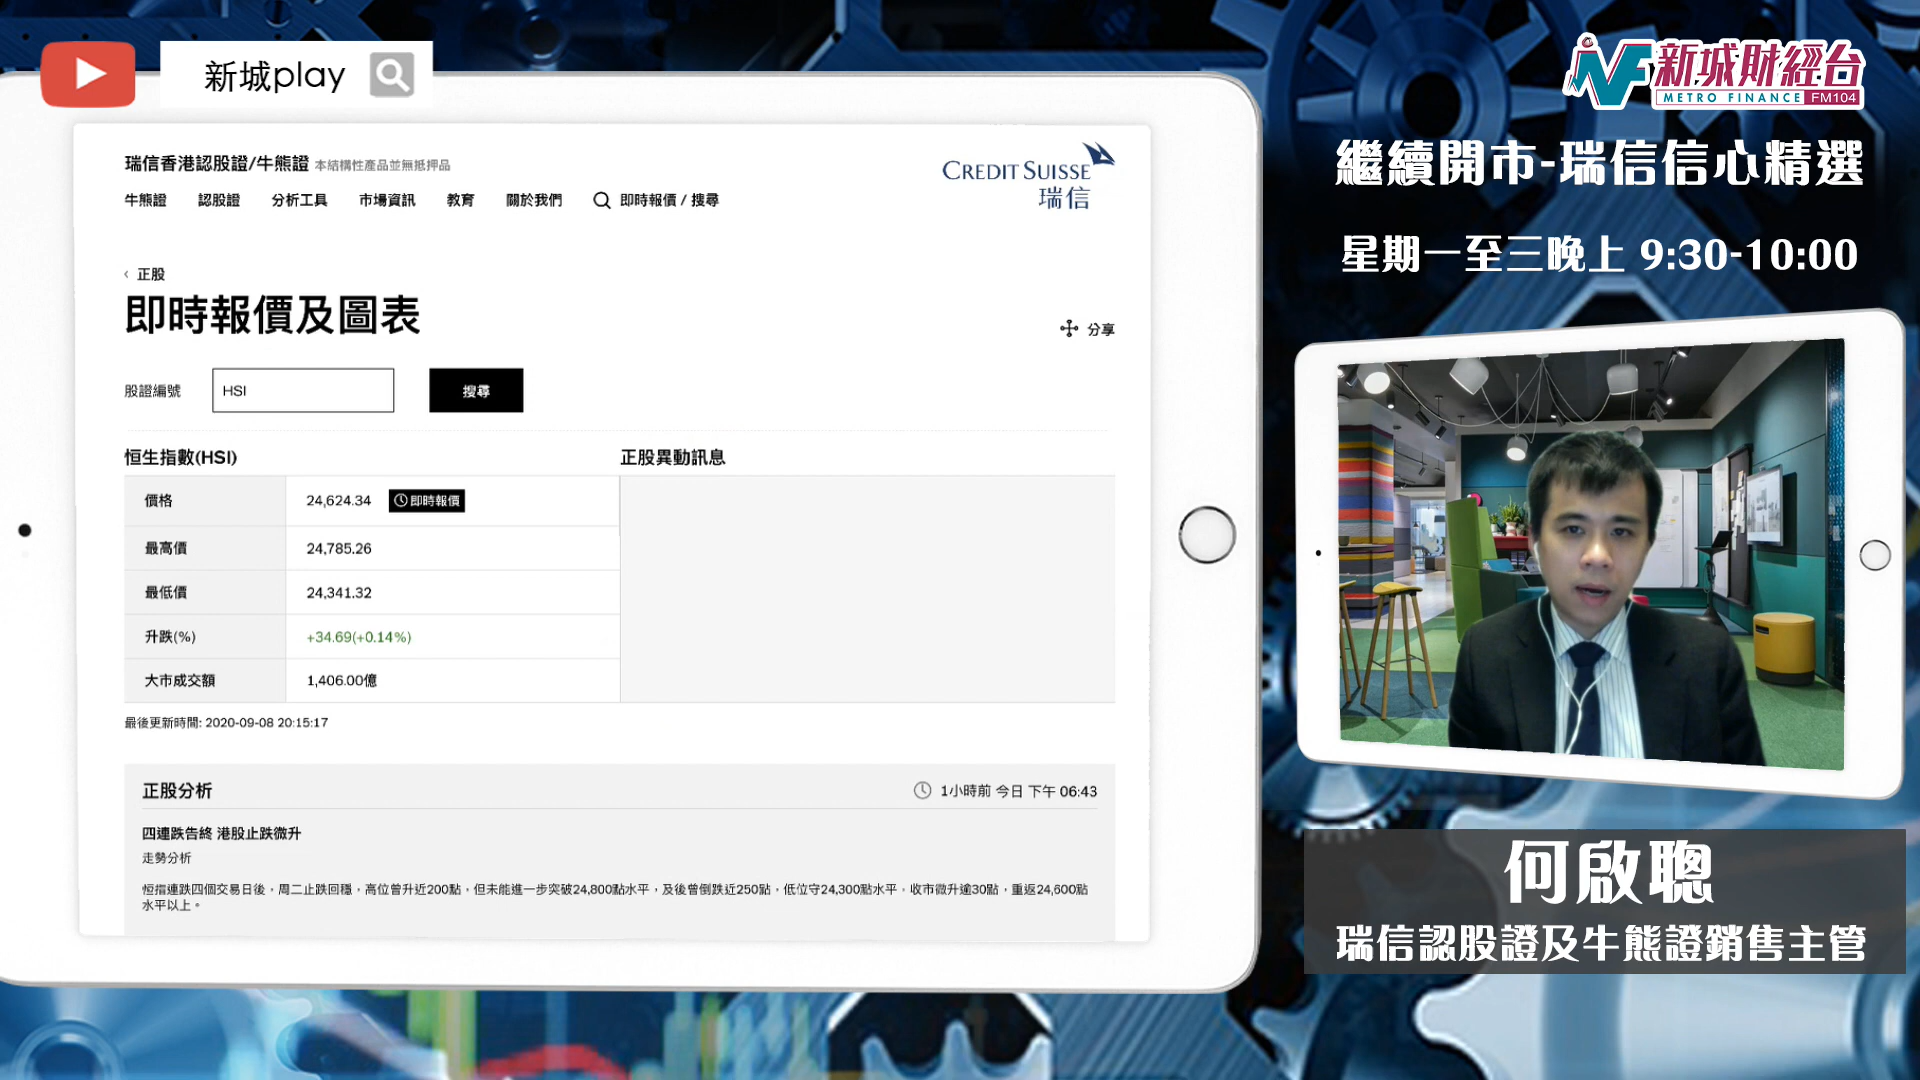 新城play
新城財經台
METRO FINANCE FM104
繼續開市-瑞信信心精選
星期一至三晚上 9:30-10:00
瑞信香港認股證/牛熊證 本結構性產品並無抵押品
CREDIT SUISSE
瑞信
牛熊證 認股證 分析工具 市場資訊 教育 關於我們 即時報價 / 搜尋
‹ 正股
即時報價及圖表
分享
股證編號 HSI 搜尋
恒生指數(HSI) 正股異動訊息
價格 24,624.34 即時報價
最高價 24,785.26
最低價 24,341.32
升跌(%) +34.69(+0.14%)
大市成交額 1,406.00億
最後更新時間: 2020-09-08 20:15:17
正股分析 1小時前 今日 下午 06:43
四連跌告終 港股止跌微升
走勢分析
恒指連跌四個交易日後，周二止跌回穩，高位曾升近200點，但未能進一步突破24,800點水平，及後曾倒跌近250點，低位守24,300點水平，收市微升逾30點，重返24,600點
水平以上。
何啟聰
瑞信認股證及牛熊證銷售主管